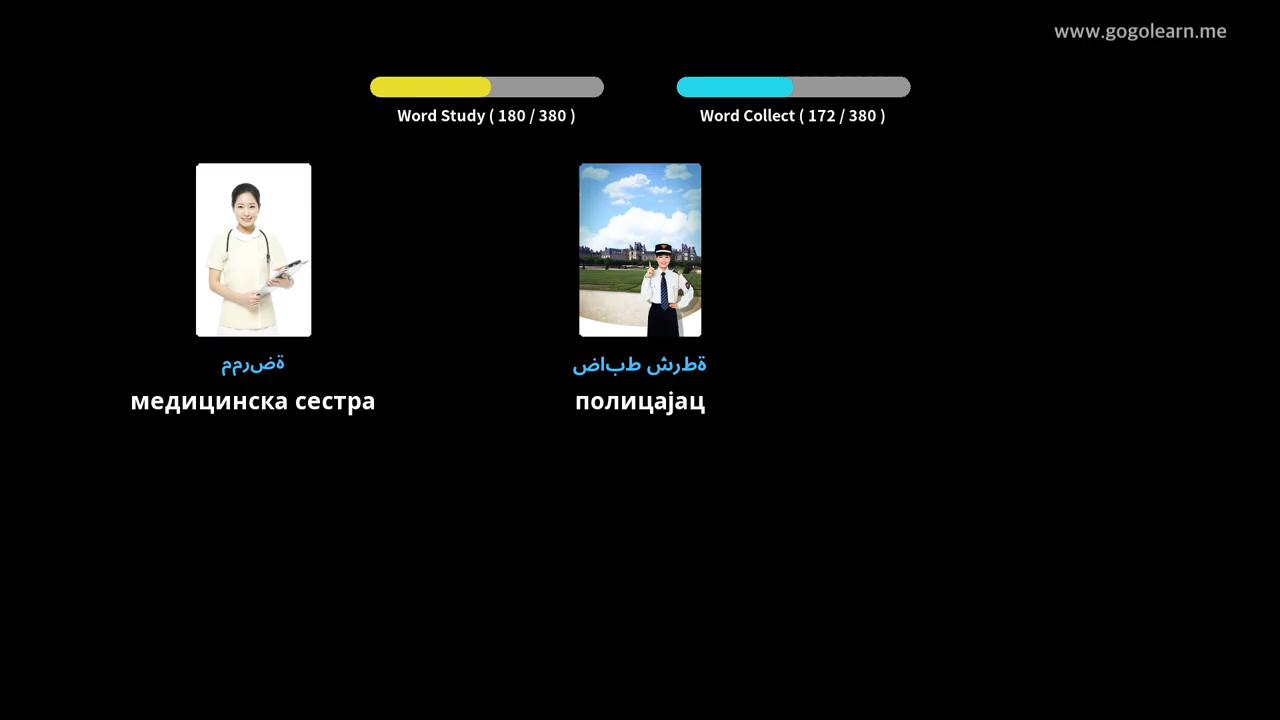 www.gogolearn.me
Word Study ( 180 / 380 )
Word Collect ( 172 / 380 )
ةضرمم
медицинска сестра
ةطرش طباض
полицајац